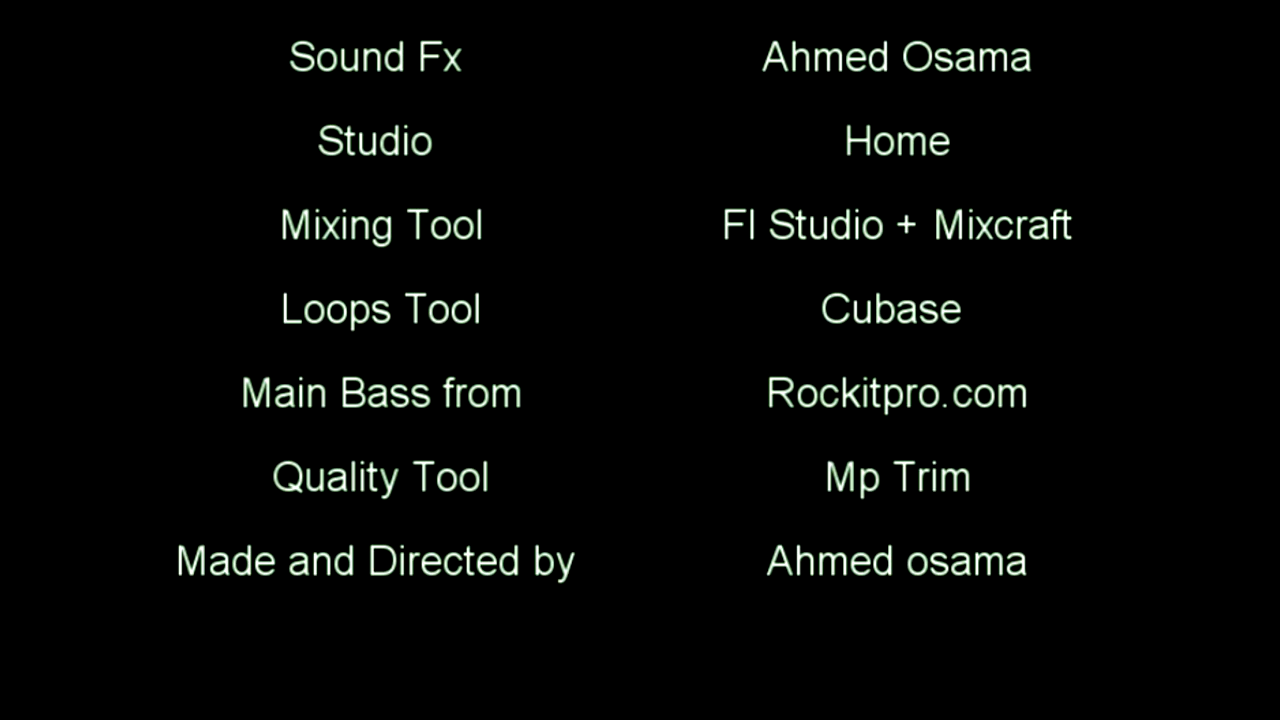 Sound Fx Ahmed Osama
Studio Home
Mixing Tool Fl Studio + Mixcraft
Loops Tool Cubase
Main Bass from Rockitpro.com
Quality Tool Mp Trim
Made and Directed by Ahmed osama